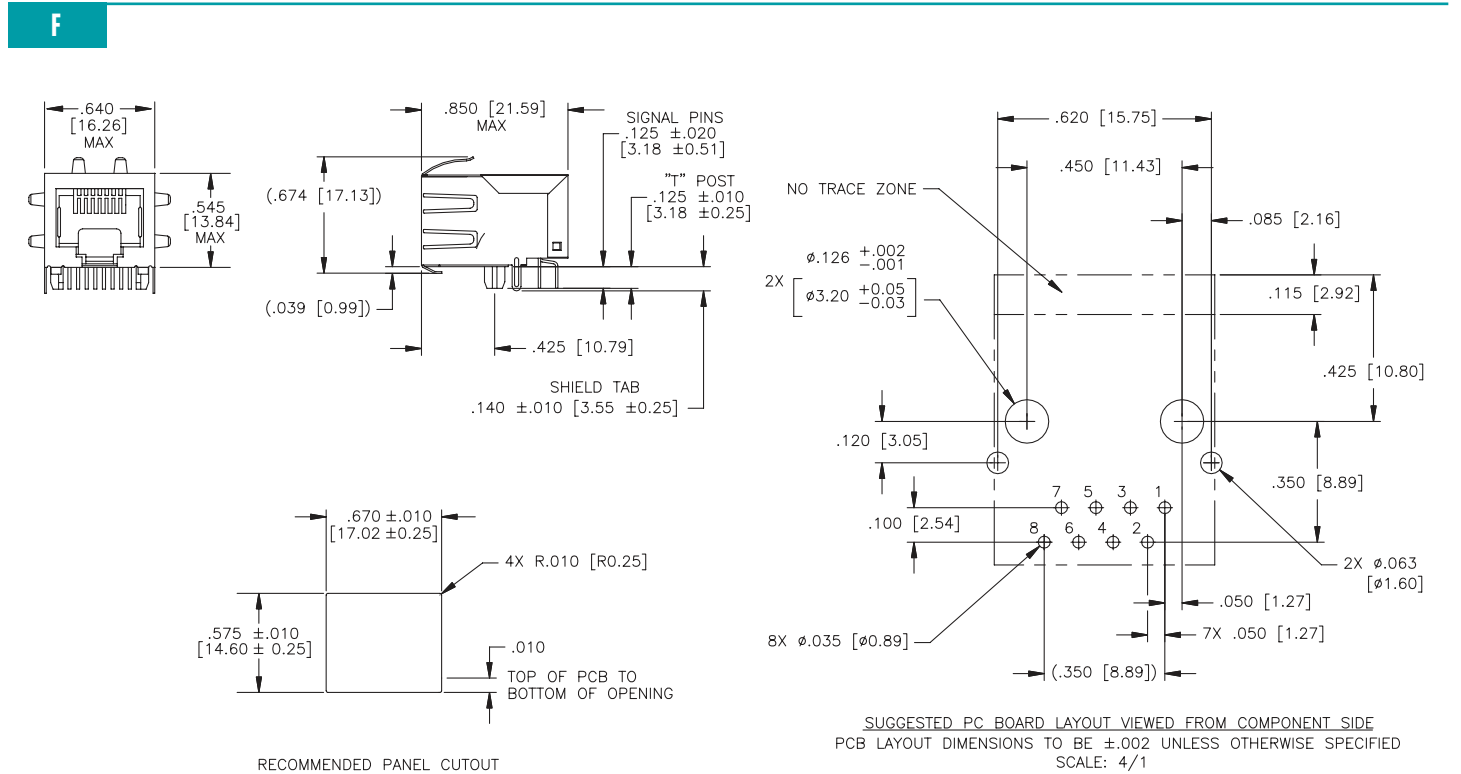 F
.640
[16.26]
MAX
.545
[13.84]
MAX
.850 [21.59]
MAX
SIGNAL PINS
.125 ±.020
[3.18 ±0.51]
"T" POST
.125 ±.010
[3.18 ±0.25]
(.674 [17.13])
(.039 [0.99])
.425 [10.79]
SHIELD TAB
.140 ±.010 [3.55 ±0.25]
.670 ±.010
[17.02 ±0.25]
4X R.010 [R0.25]
.575 ±.010
[14.60 ± 0.25]
.010
TOP OF PCB TO
BOTTOM OF OPENING
RECOMMENDED PANEL CUTOUT
.620 [15.75]
.450 [11.43]
NO TRACE ZONE
.085 [2.16]
ø.126 +.002
-.001
2X [ø3.20 +0.05
-0.03]
.115 [2.92]
.425 [10.80]
.120 [3.05]
.350 [8.89]
7 5 3 1
.100 [2.54]
8 6 4 2
2X ø.063
[ø1.60]
.050 [1.27]
8X ø.035 [ø0.89]
7X .050 [1.27]
(.350 [8.89])
SUGGESTED PC BOARD LAYOUT VIEWED FROM COMPONENT SIDE
PCB LAYOUT DIMENSIONS TO BE ±.002 UNLESS OTHERWISE SPECIFIED
SCALE: 4/1